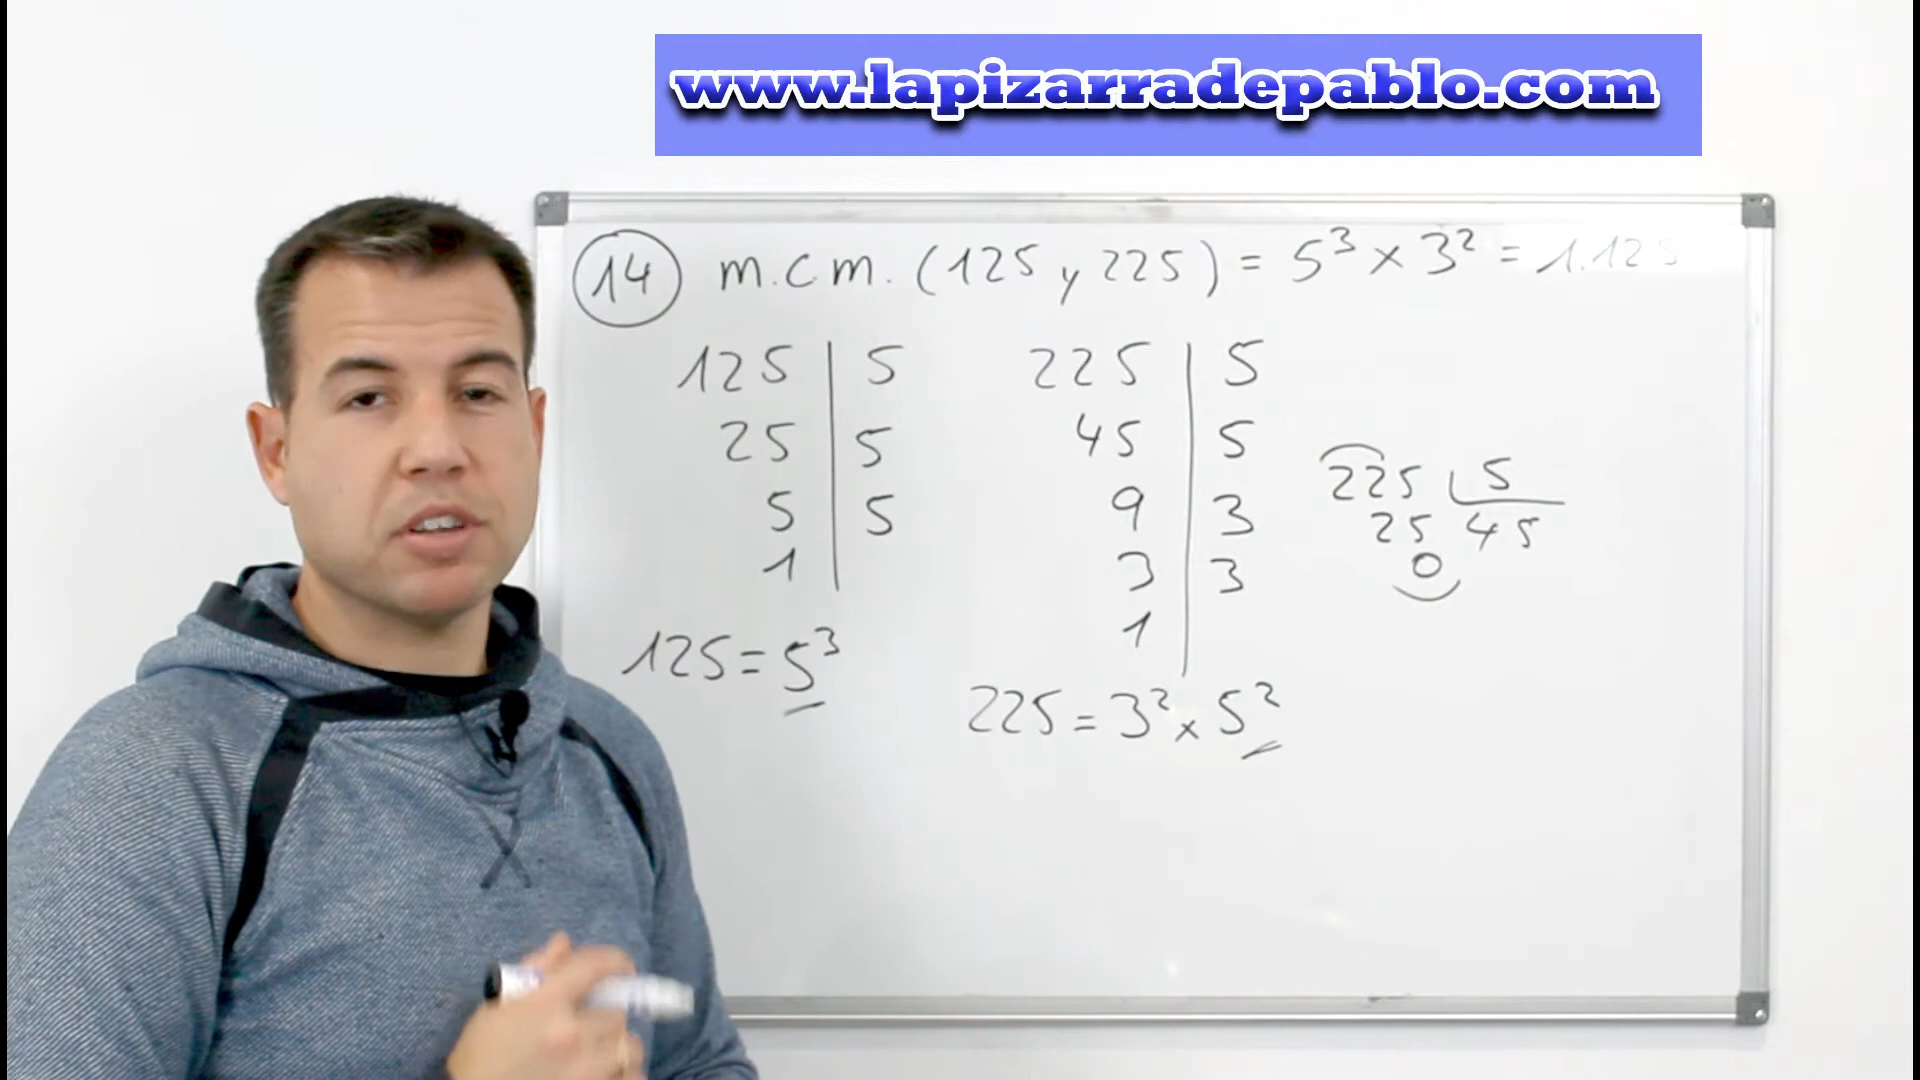 www.lapizarradepablo.com
14 m.c.m. (125 y 225) = 5³ × 3² = 1.125
125 | 5
25 | 5
5 | 5
1
125 = 5³
225 | 5
45 | 5
9 | 3
3 | 3
1
225 = 3² × 5²
225 5
25 45
0